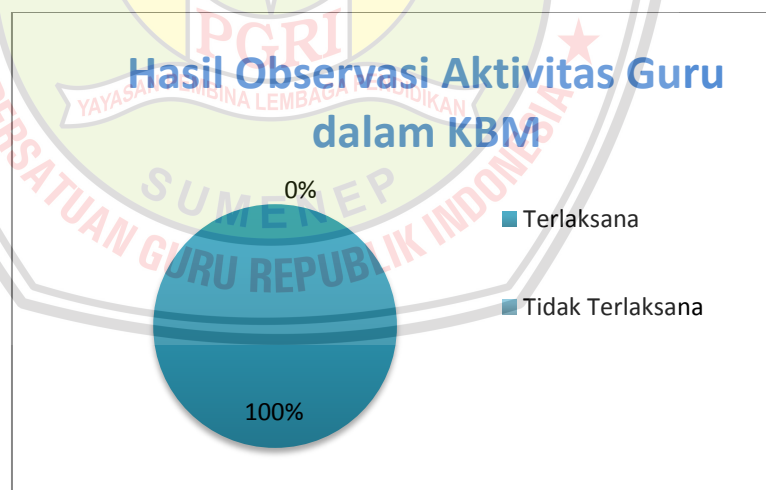 PGRI
Hasil Observasi Aktivitas Guru
YAYASAN PEMBINA LEMBAGA PENDIDIKAN
dalam KBM
SUMENEP
PERSATUAN GURU REPUBLIK INDONESIA
0%
Terlaksana
Tidak Terlaksana
100%